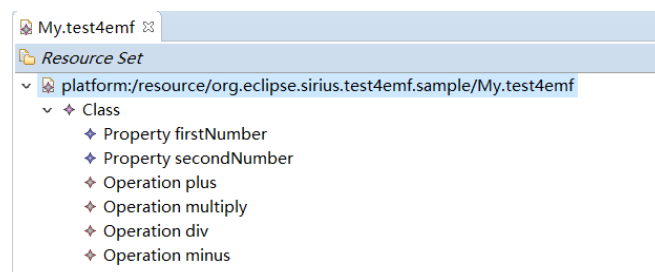 My.test4emf
Resource Set
platform:/resource/org.eclipse.sirius.test4emf.sample/My.test4emf
Class
Property firstNumber
Property secondNumber
Operation plus
Operation multiply
Operation div
Operation minus